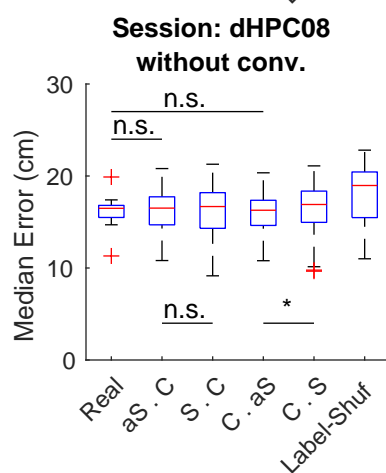 Session: dHPC08
without conv.
30
n.s.
n.s.
20
Median Error (cm)
10
n.s.
*
0
Real
aS . C
S . C
C . aS
C . S
Label-Shuf